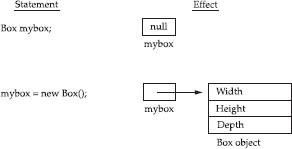 Statement Effect
Box mybox; null
mybox
mybox = new Box(); Width
mybox Height
Depth
Box object